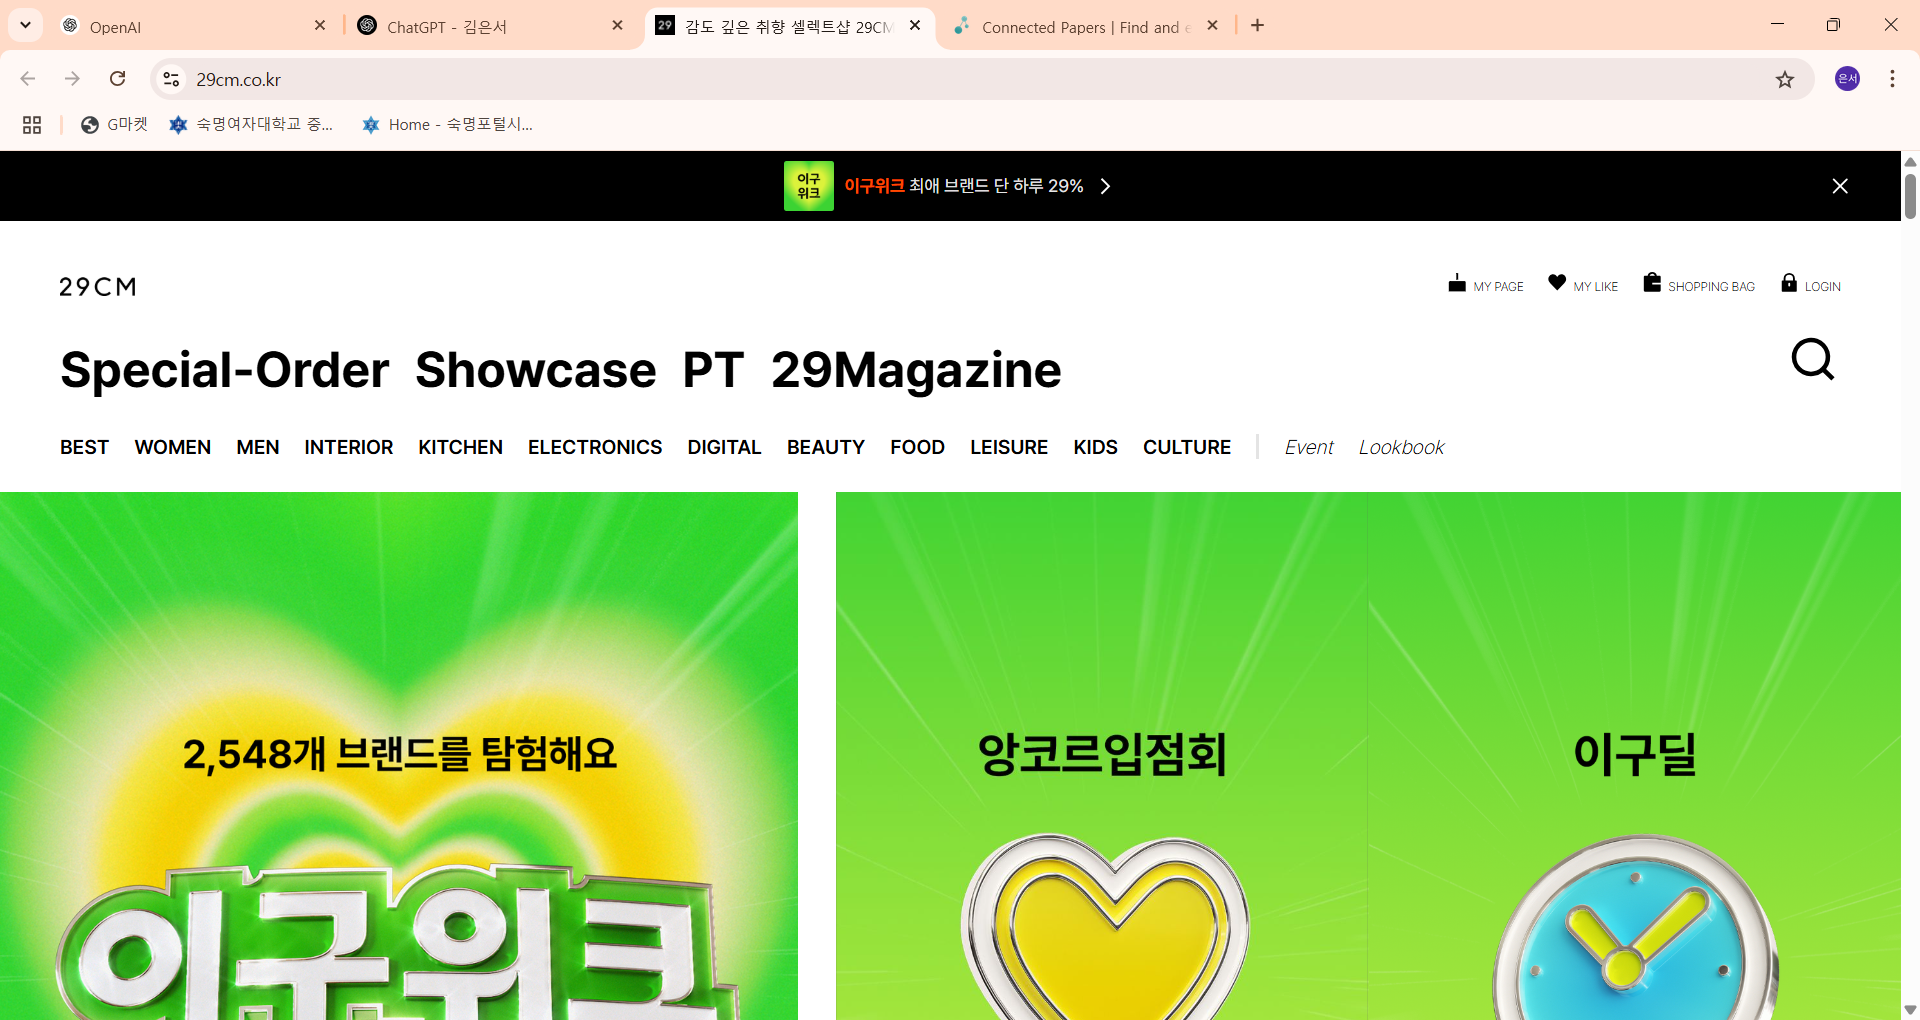 OpenAI
ChatGPT - 김은서
29 감도 깊은 취향 셀렉트샵 29CM
Connected Papers | Find and e
29cm.co.kr
은서
G마켓
숙명여자대학교 중...
Home - 숙명포털시...
이구
위크
이구위크 최애 브랜드 단 하루 29%
29CM
MY PAGE
MY LIKE
SHOPPING BAG
LOGIN
Special-Order Showcase PT 29Magazine
BEST WOMEN MEN INTERIOR KITCHEN ELECTRONICS DIGITAL BEAUTY FOOD LEISURE KIDS CULTURE Event Lookbook
2,548개 브랜드를 탐험해요
이구위크
앙코르입점회
이구딜